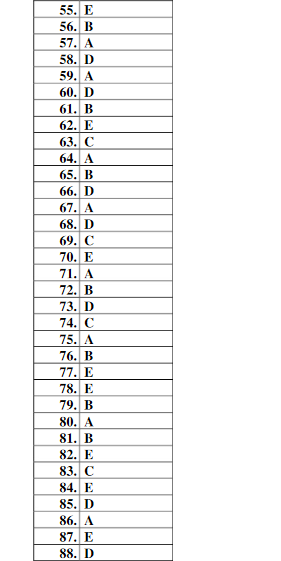 55. E
56. B
57. A
58. D
59. A
60. D
61. B
62. E
63. C
64. A
65. B
66. D
67. A
68. D
69. C
70. E
71. A
72. B
73. D
74. C
75. A
76. B
77. E
78. E
79. B
80. A
81. B
82. E
83. C
84. E
85. D
86. A
87. E
88. D